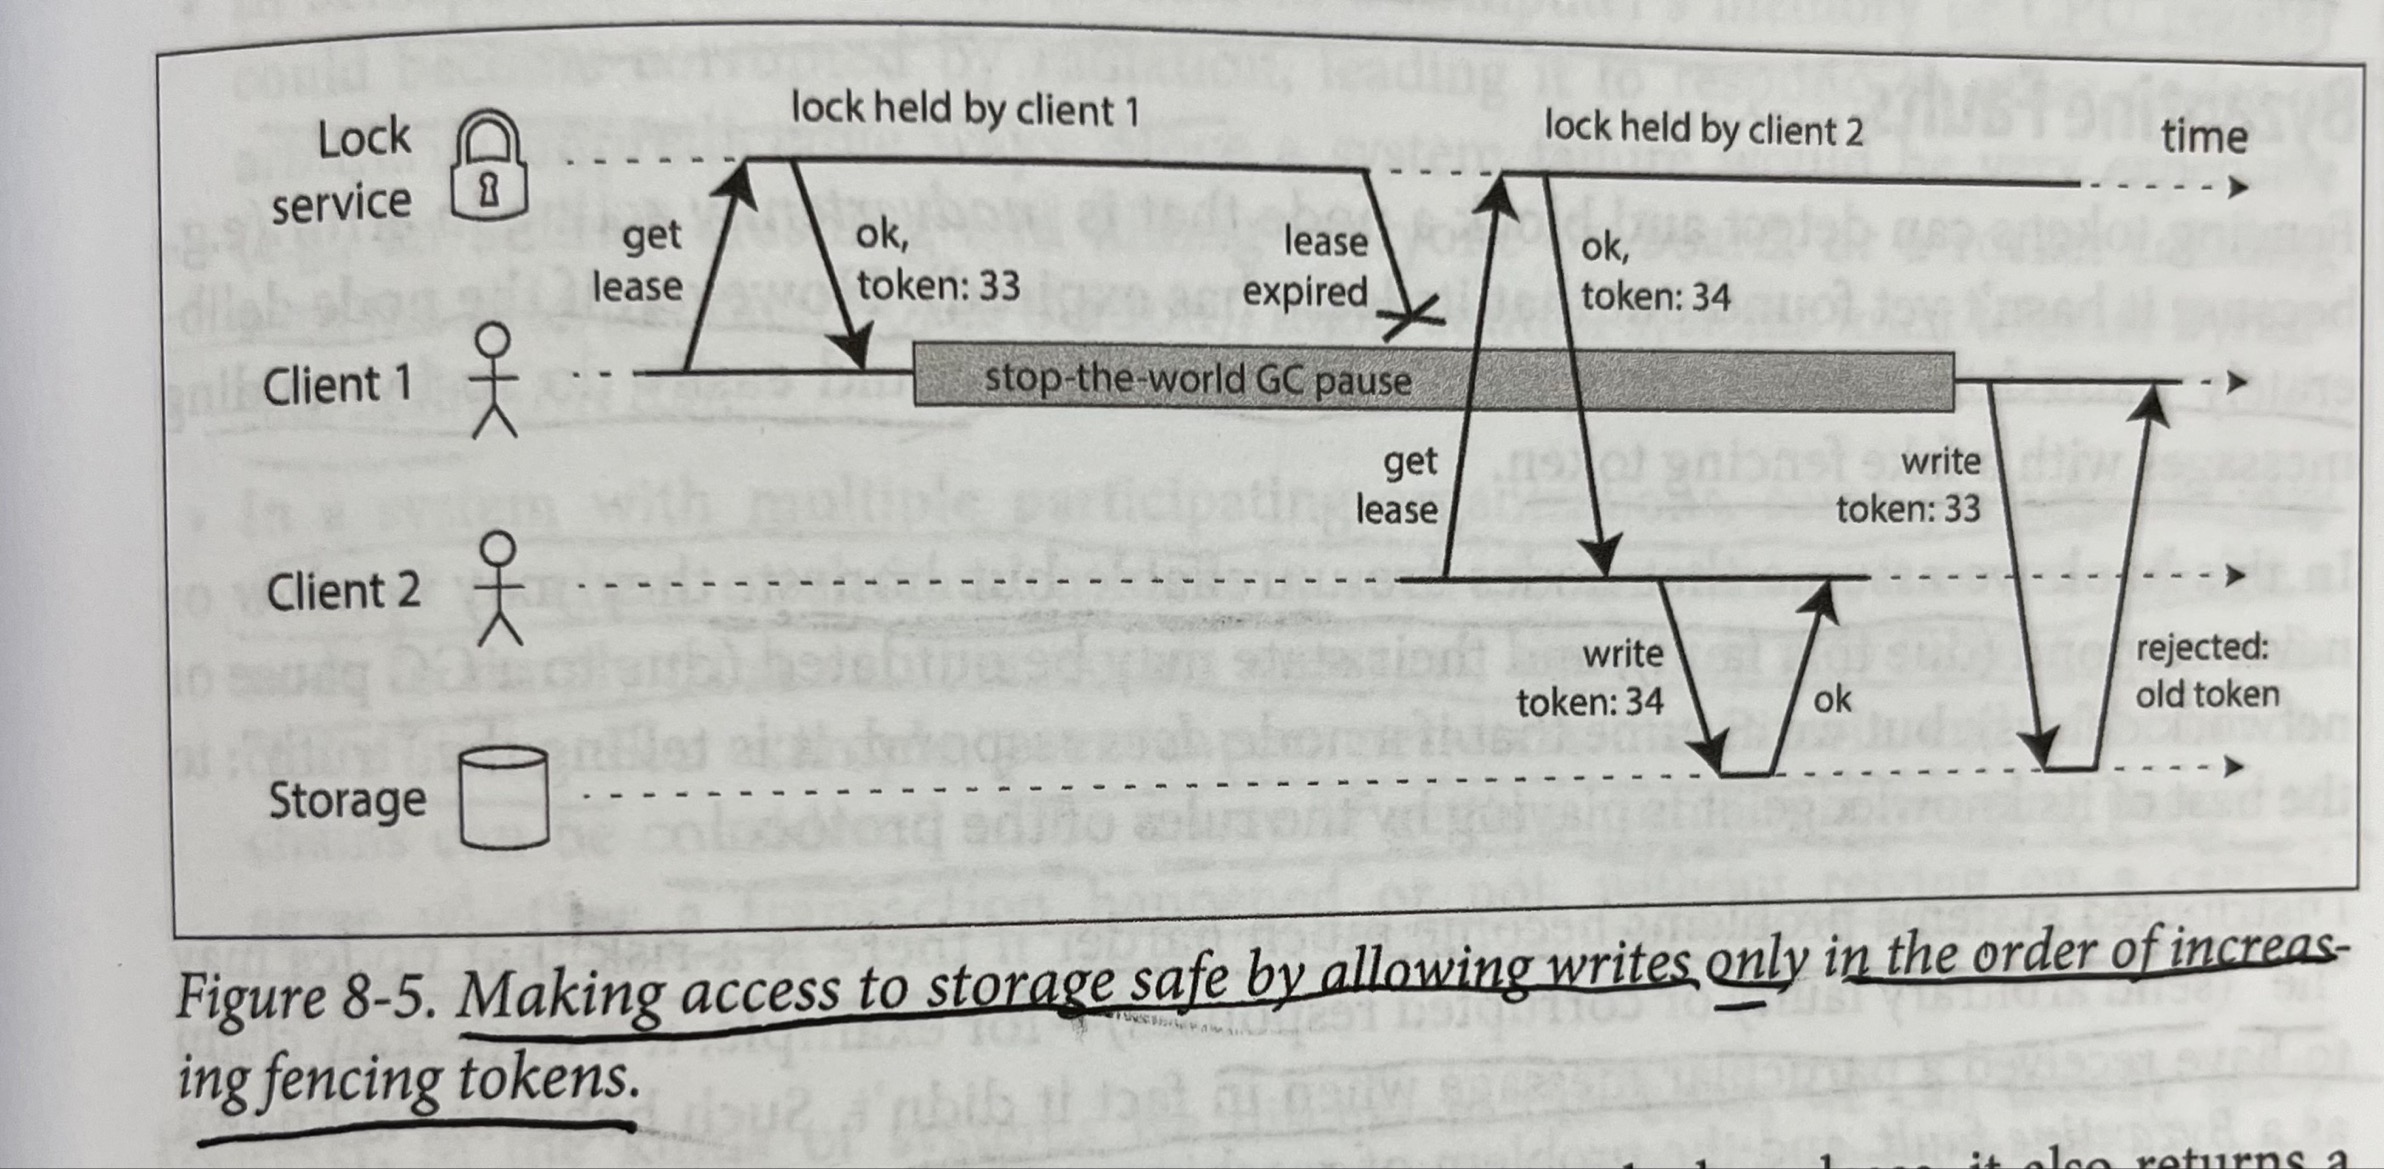 lock held by client 1
lock held by client 2
time
Lock
service
get
lease
ok,
token: 33
lease
expired
ok,
token: 34
Client 1
stop-the-world GC pause
get
lease
write
token: 33
Client 2
write
token: 34
ok
rejected:
old token
Storage
Figure 8-5. Making access to storage safe by allowing writes only in the order of increas-
ing fencing tokens.
it also returns a